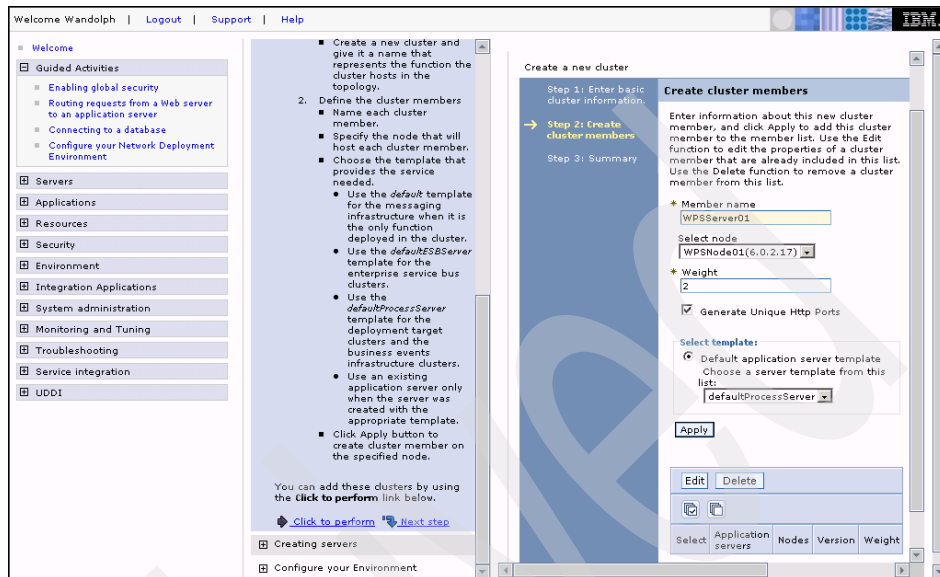 Welcome Wandolph | Logout | Support | Help
IBM.
Welcome
Guided Activities
Enabling global security
Routing requests from a Web server
to an application server
Connecting to a database
Configure your Network Deployment
Environment
Servers
Applications
Resources
Security
Environment
Integration Applications
System administration
Monitoring and Tuning
Troubleshooting
Service integration
UDDI
Create a new cluster and
give it a name that
represents the function the
cluster hosts in the
topology.
2. Define the cluster members
Name each cluster
member.
Specify the node that will
host each cluster member.
Choose the template that
provides the service
needed.
Use the default template
for the messaging
infrastructure when it is
the only function
deployed in the cluster.
Use the defaultESBServer
template for the
enterprise service bus
clusters.
Use the
defaultProcessServer
template for the
deployment target
clusters and the
business events
infrastructure clusters.
Use an existing
application server only
when the server was
created with the
appropriate template.
Click Apply button to
create cluster member on
the specified node.
You can add these clusters by using
the Click to perform link below.
Click to perform Next step
Creating servers
Configure your Environment
Create a new cluster
Step 1: Enter basic
cluster information.
Step 2: Create
cluster members
Step 3: Summary
Create cluster members
Enter information about this new cluster
member, and click Apply to add this cluster
member to the member list. Use the Edit
function to edit the properties of a cluster
member that are already included in this list.
Use the Delete function to remove a cluster
member from this list.
* Member name
WPSServer01
Select node
WPSNode01(6.0.2.17)
* Weight
2
Generate Unique Http Ports
Select template:
Default application server template
Choose a server template from this
list:
defaultProcessServer
Apply
Edit Delete
Select Application servers Nodes Version Weight